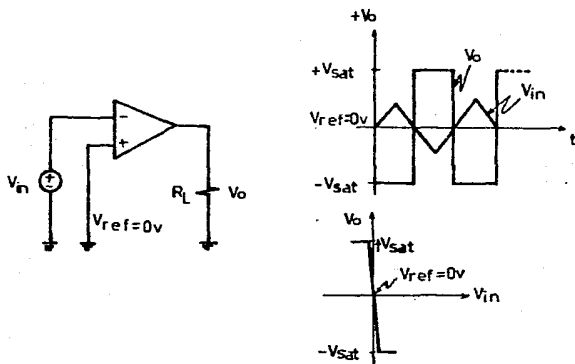 -
+
+
-
Vin
Vref=0v
RL
Vo
+Vo
+Vsat
Vo
Vin
Vref=0v
t
-Vsat
Vo
+Vsat
Vref=0v
Vin
-Vsat